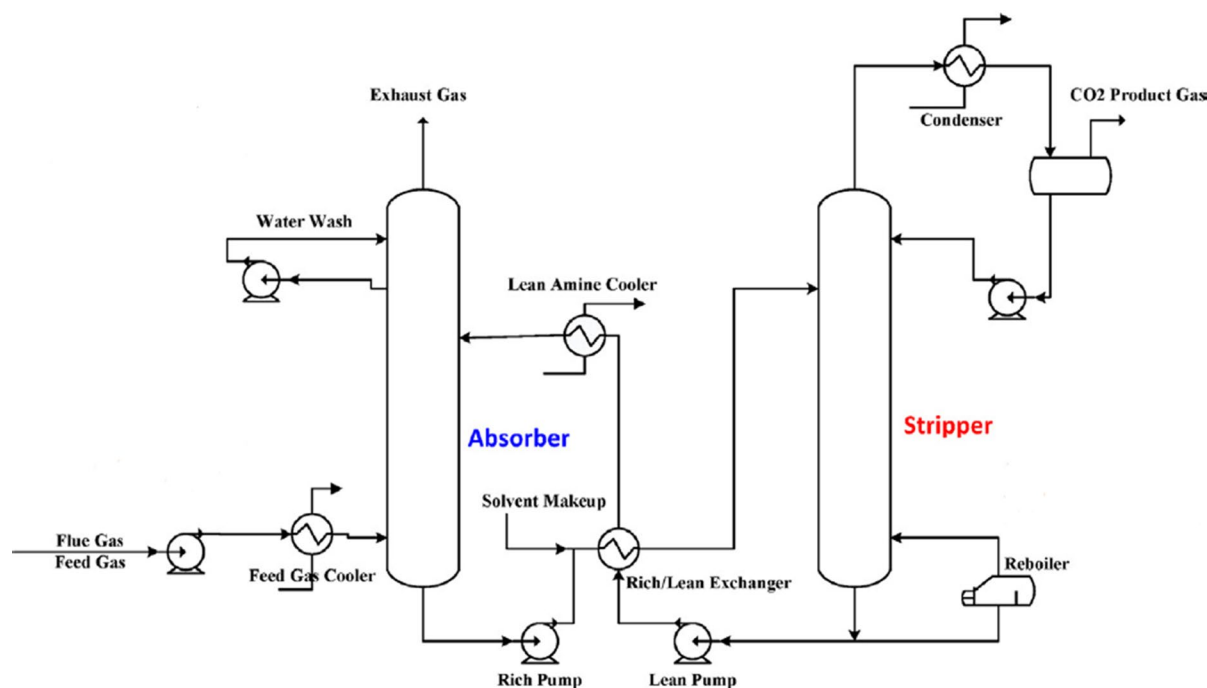 Exhaust Gas
CO2 Product Gas
Condenser
Water Wash
Lean Amine Cooler
Absorber
Stripper
Solvent Makeup
Flue Gas
Feed Gas
Feed Gas Cooler
Rich/Lean Exchanger
Reboiler
Rich Pump
Lean Pump